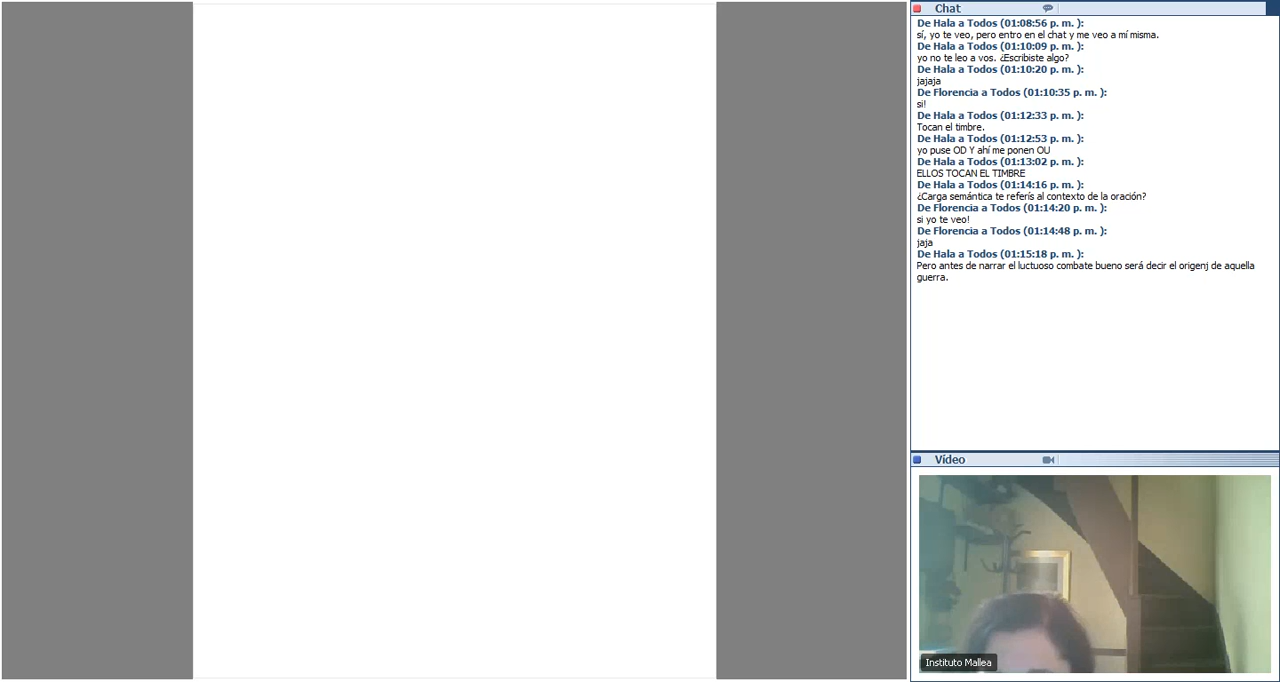 Chat
De Hala a Todos (01:08:56 p. m. ):
sí, yo te veo, pero entro en el chat y me veo a mí misma.
De Hala a Todos (01:10:09 p. m. ):
yo no te leo a vos. ¿Escribiste algo?
De Hala a Todos (01:10:20 p. m. ):
jajaja
De Florencia a Todos (01:10:35 p. m. ):
si!
De Hala a Todos (01:12:33 p. m. ):
Tocan el timbre.
De Hala a Todos (01:12:53 p. m. ):
yo puse OD Y ahí me ponen OU
De Hala a Todos (01:13:02 p. m. ):
ELLOS TOCAN EL TIMBRE
De Hala a Todos (01:14:16 p. m. ):
¿Carga semántica te referís al contexto de la oración?
De Florencia a Todos (01:14:20 p. m. ):
si yo te veo!
De Florencia a Todos (01:14:48 p. m. ):
jaja
De Hala a Todos (01:15:18 p. m. ):
Pero antes de narrar el luctuoso combate bueno será decir el origenj de aquella
guerra.
Vídeo
Instituto Mallea